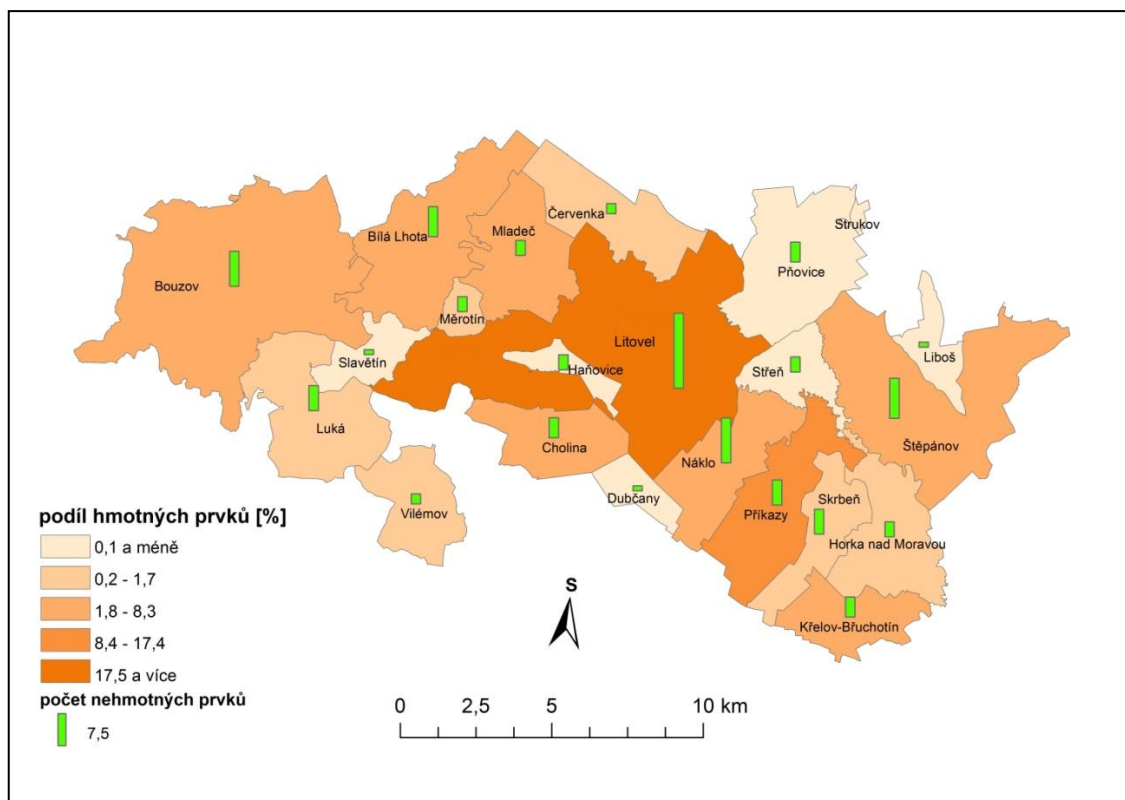 Červenka
Strukov
Bílá Lhota
Mladeč
Pňovice
Bouzov
Měrotín
Litovel
Slavětín
Haňovice
Střeň
Liboš
Luká
Cholina
Náklo
Štěpánov
Dubčany
Skrbeň
Vilémov
Příkazy
Horka nad Moravou
Křelov-Břuchotín
podíl hmotných prvků [%]
0,1 a méně
0,2 - 1,7
1,8 - 8,3
8,4 - 17,4
17,5 a více
počet nehmotných prvků
7,5
S
0 2,5 5 10 km